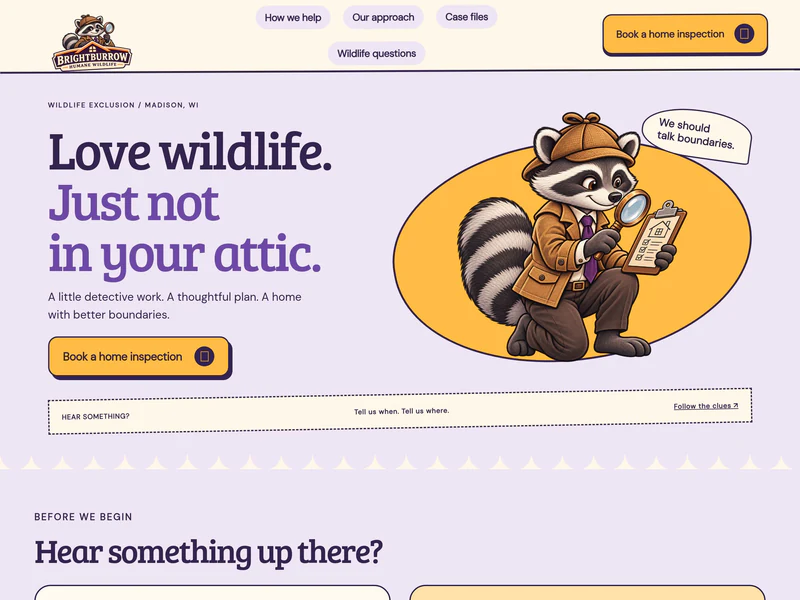 BRIGHTBURROW
HUMANE WILDLIFE
How we help
Our approach
Case files
Wildlife questions
Book a home inspection
WILDLIFE EXCLUSION / MADISON, WI
Love wildlife.
Just not
in your attic.
A little detective work. A thoughtful plan. A home
with better boundaries.
Book a home inspection
We should
talk boundaries.
HEAR SOMETHING?
Tell us when. Tell us where.
Follow the clues ↗
BEFORE WE BEGIN
Hear something up there?